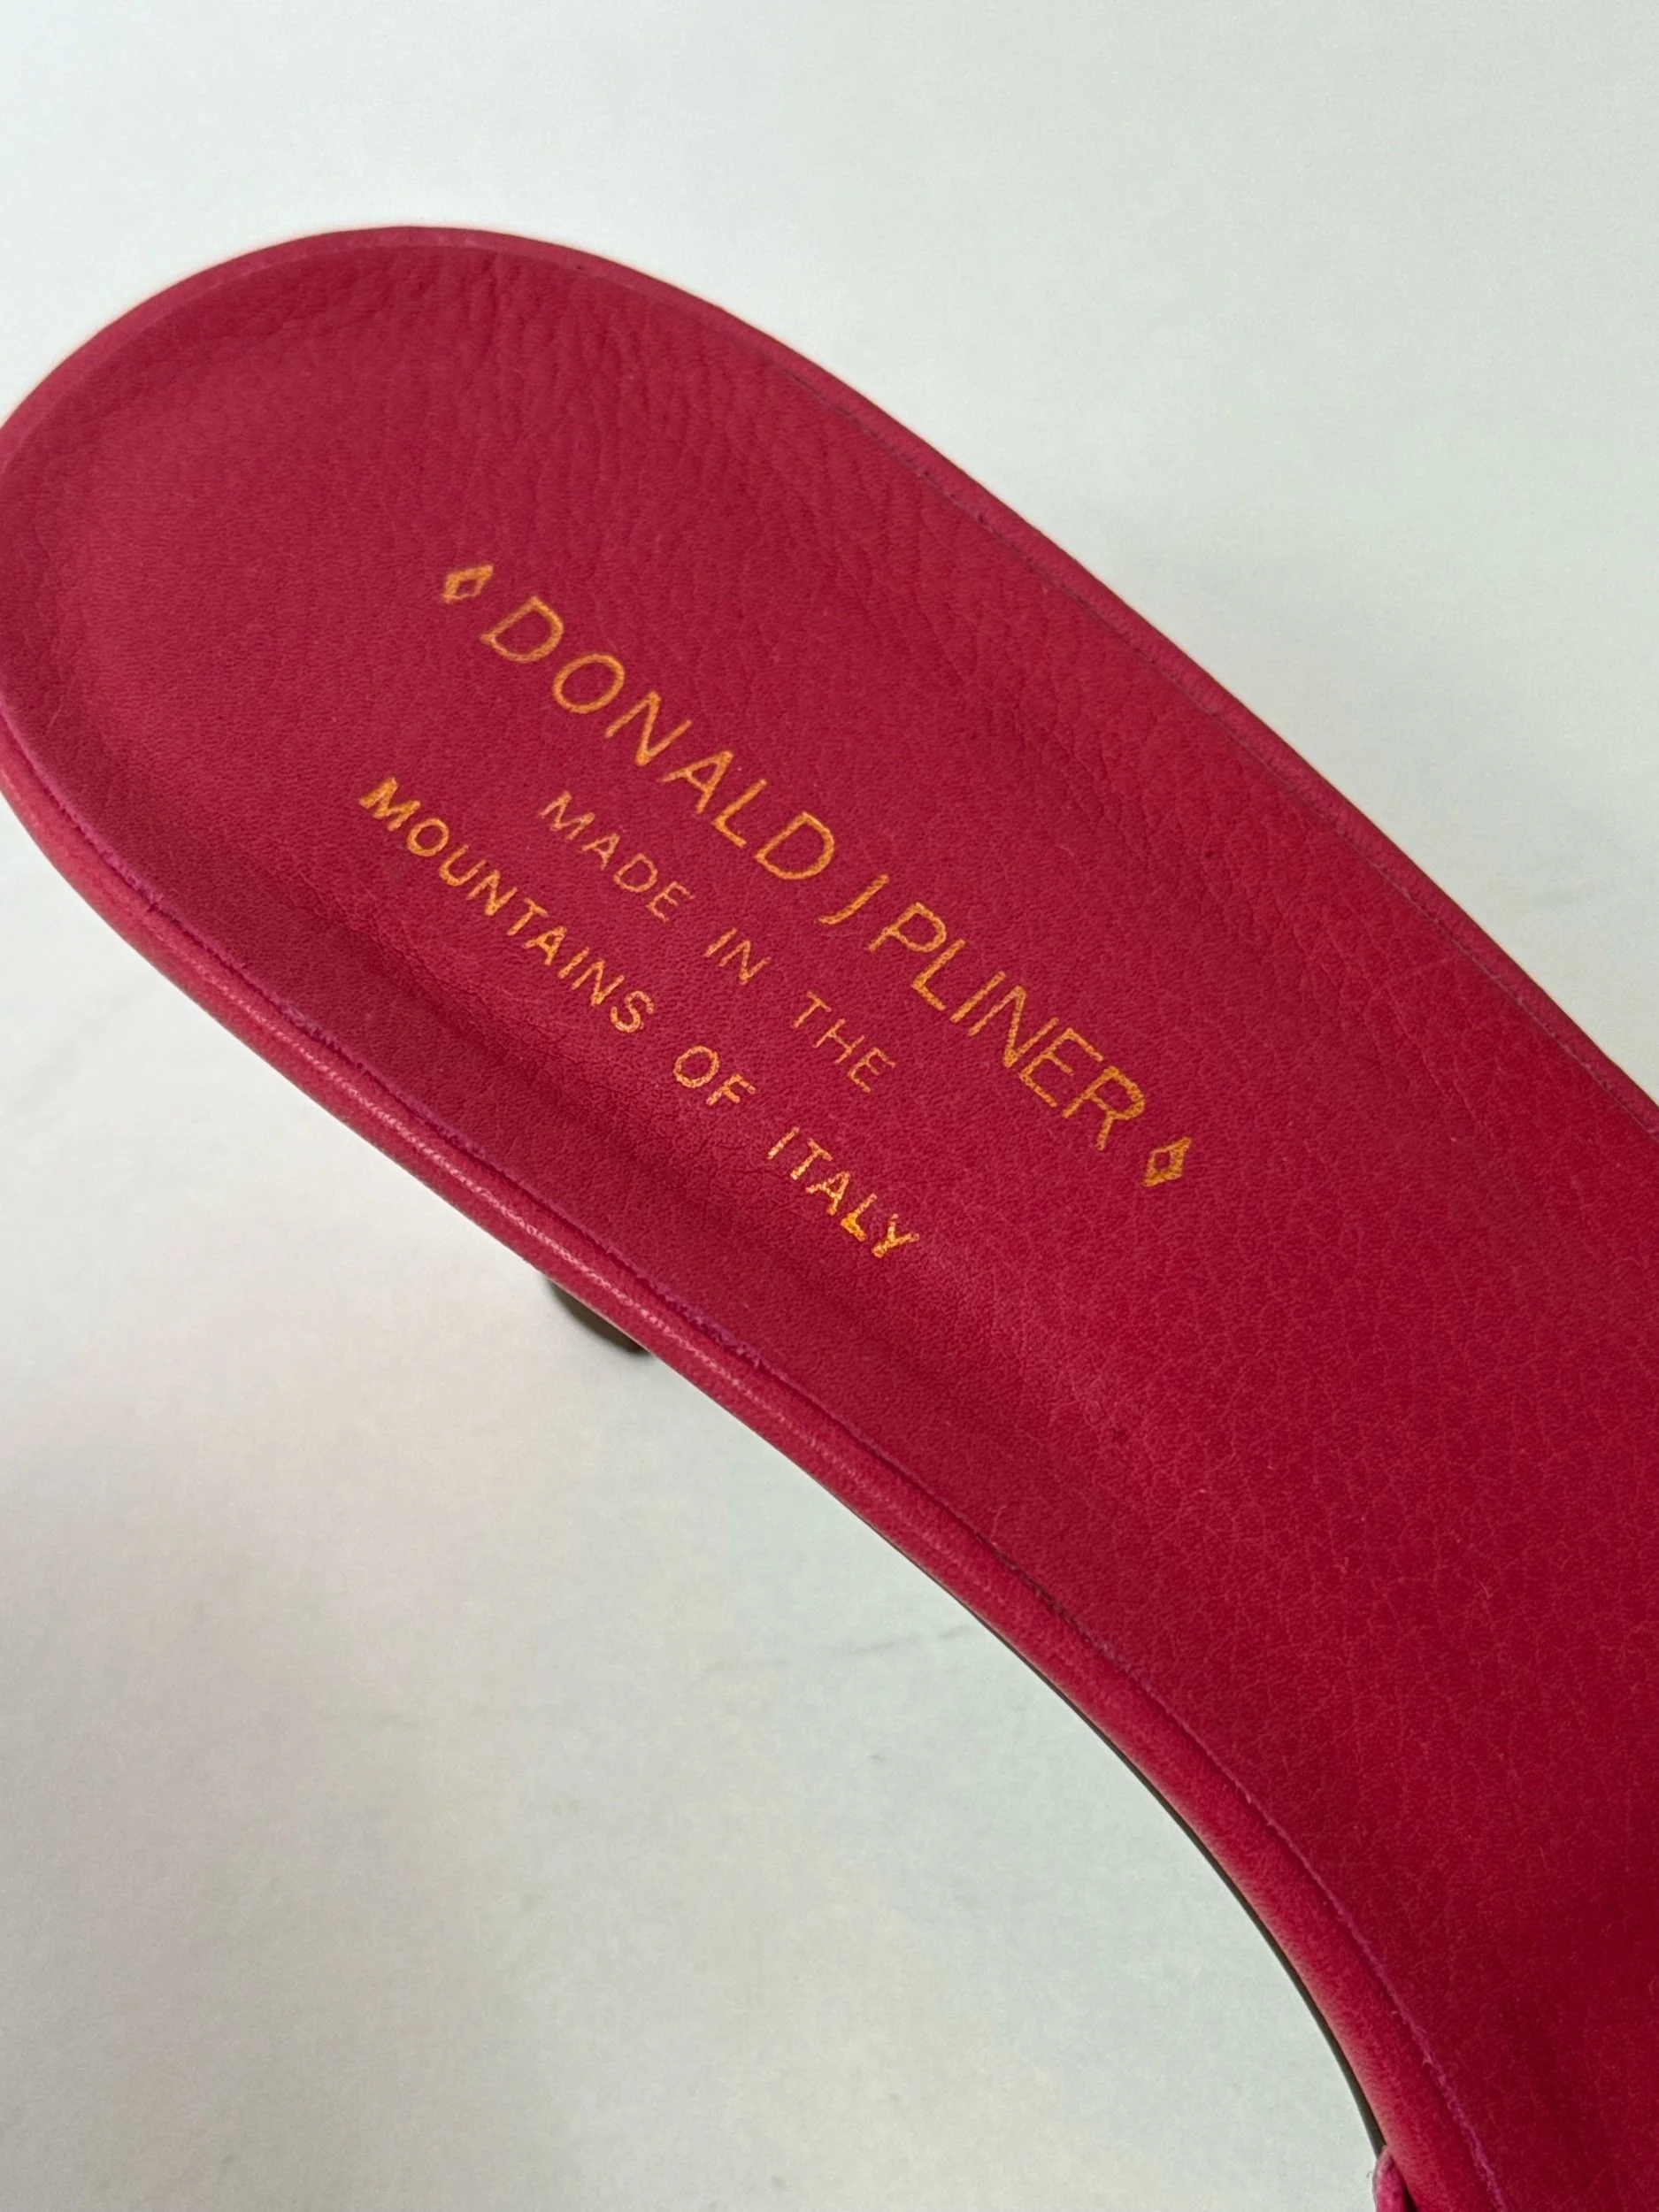 ◊ DONALD J PLINER ◊
MADE IN THE
MOUNTAINS OF ITALY